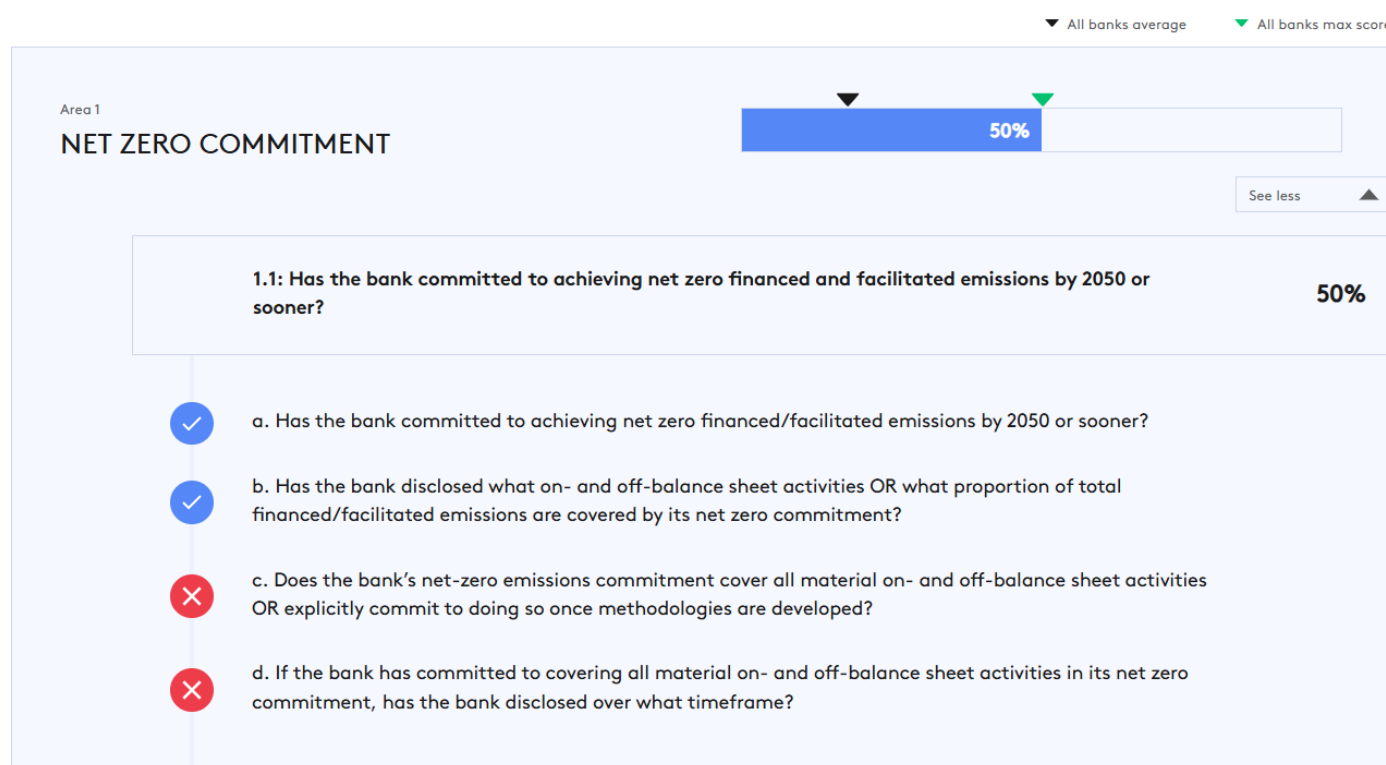 All banks average
All banks max score
Area 1
NET ZERO COMMITMENT
50%
See less
1.1: Has the bank committed to achieving net zero financed and facilitated emissions by 2050 or
sooner?
50%
a. Has the bank committed to achieving net zero financed/facilitated emissions by 2050 or sooner?
b. Has the bank disclosed what on- and off-balance sheet activities OR what proportion of total
financed/facilitated emissions are covered by its net zero commitment?
c. Does the bank’s net-zero emissions commitment cover all material on- and off-balance sheet activities
OR explicitly commit to doing so once methodologies are developed?
d. If the bank has committed to covering all material on- and off-balance sheet activities in its net zero
commitment, has the bank disclosed over what timeframe?